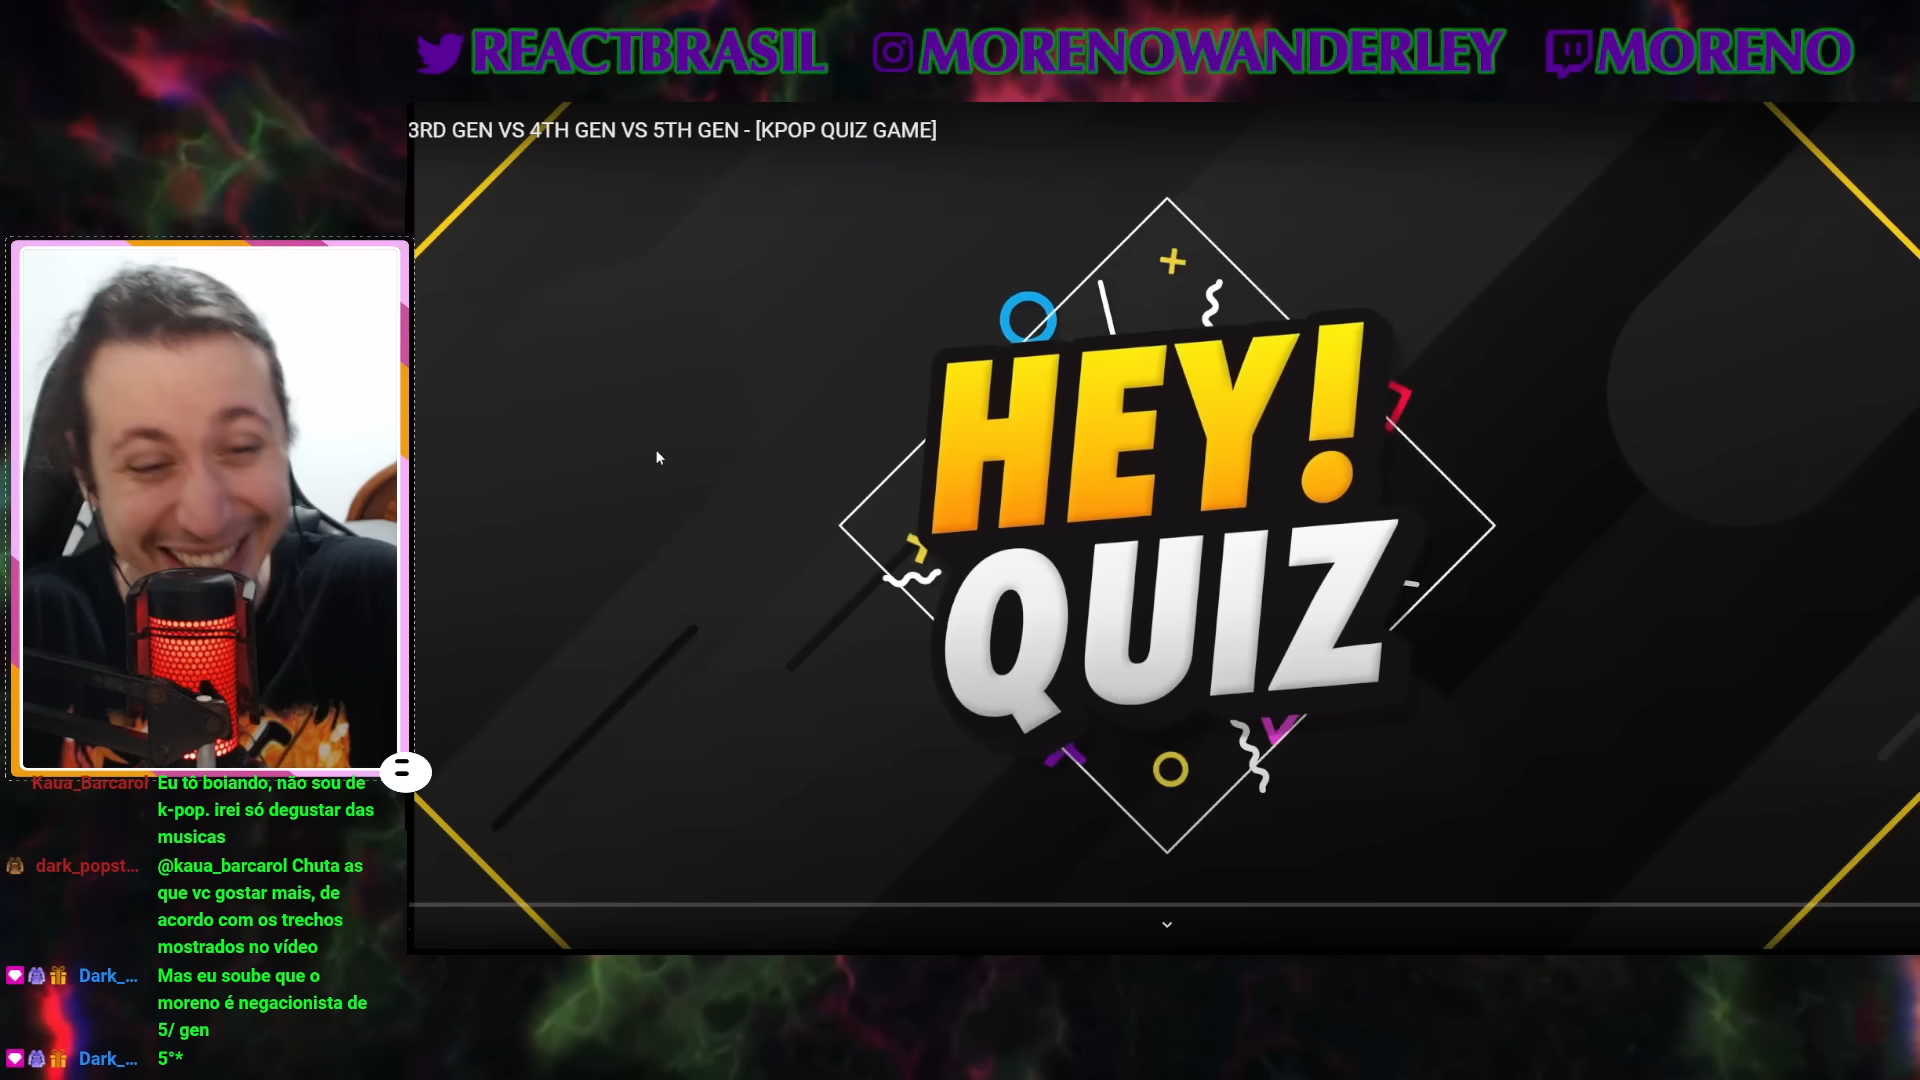 REACTBRASIL MORENOWANDERLEY MORENO
3RD GEN VS 4TH GEN VS 5TH GEN - [KPOP QUIZ GAME]
HEY!
QUIZ
Kaua_Barcarol Eu tô boiando, não sou de
k-pop. irei só degustar das
musicas
dark_popst... @kaua_barcarol Chuta as
que vc gostar mais, de
acordo com os trechos
mostrados no vídeo
Dark_... Mas eu soube que o
moreno é negacionista de
5/ gen
Dark_... 5°*